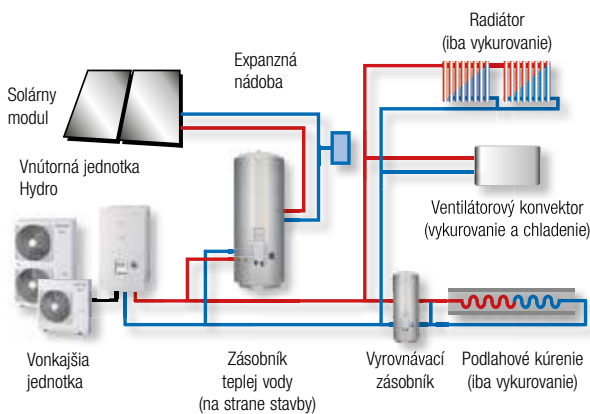 Radiátor
(iba vykurovanie)
Expanzná
nádoba
Solárny
modul
Vnútorná jednotka
Hydro
Ventilátorový konvektor
(vykurovanie a chladenie)
Vonkajšia
jednotka
Zásobník
teplej vody
(na strane stavby)
Vyrovnávací
zásobník
Podlahové kúrenie
(iba vykurovanie)